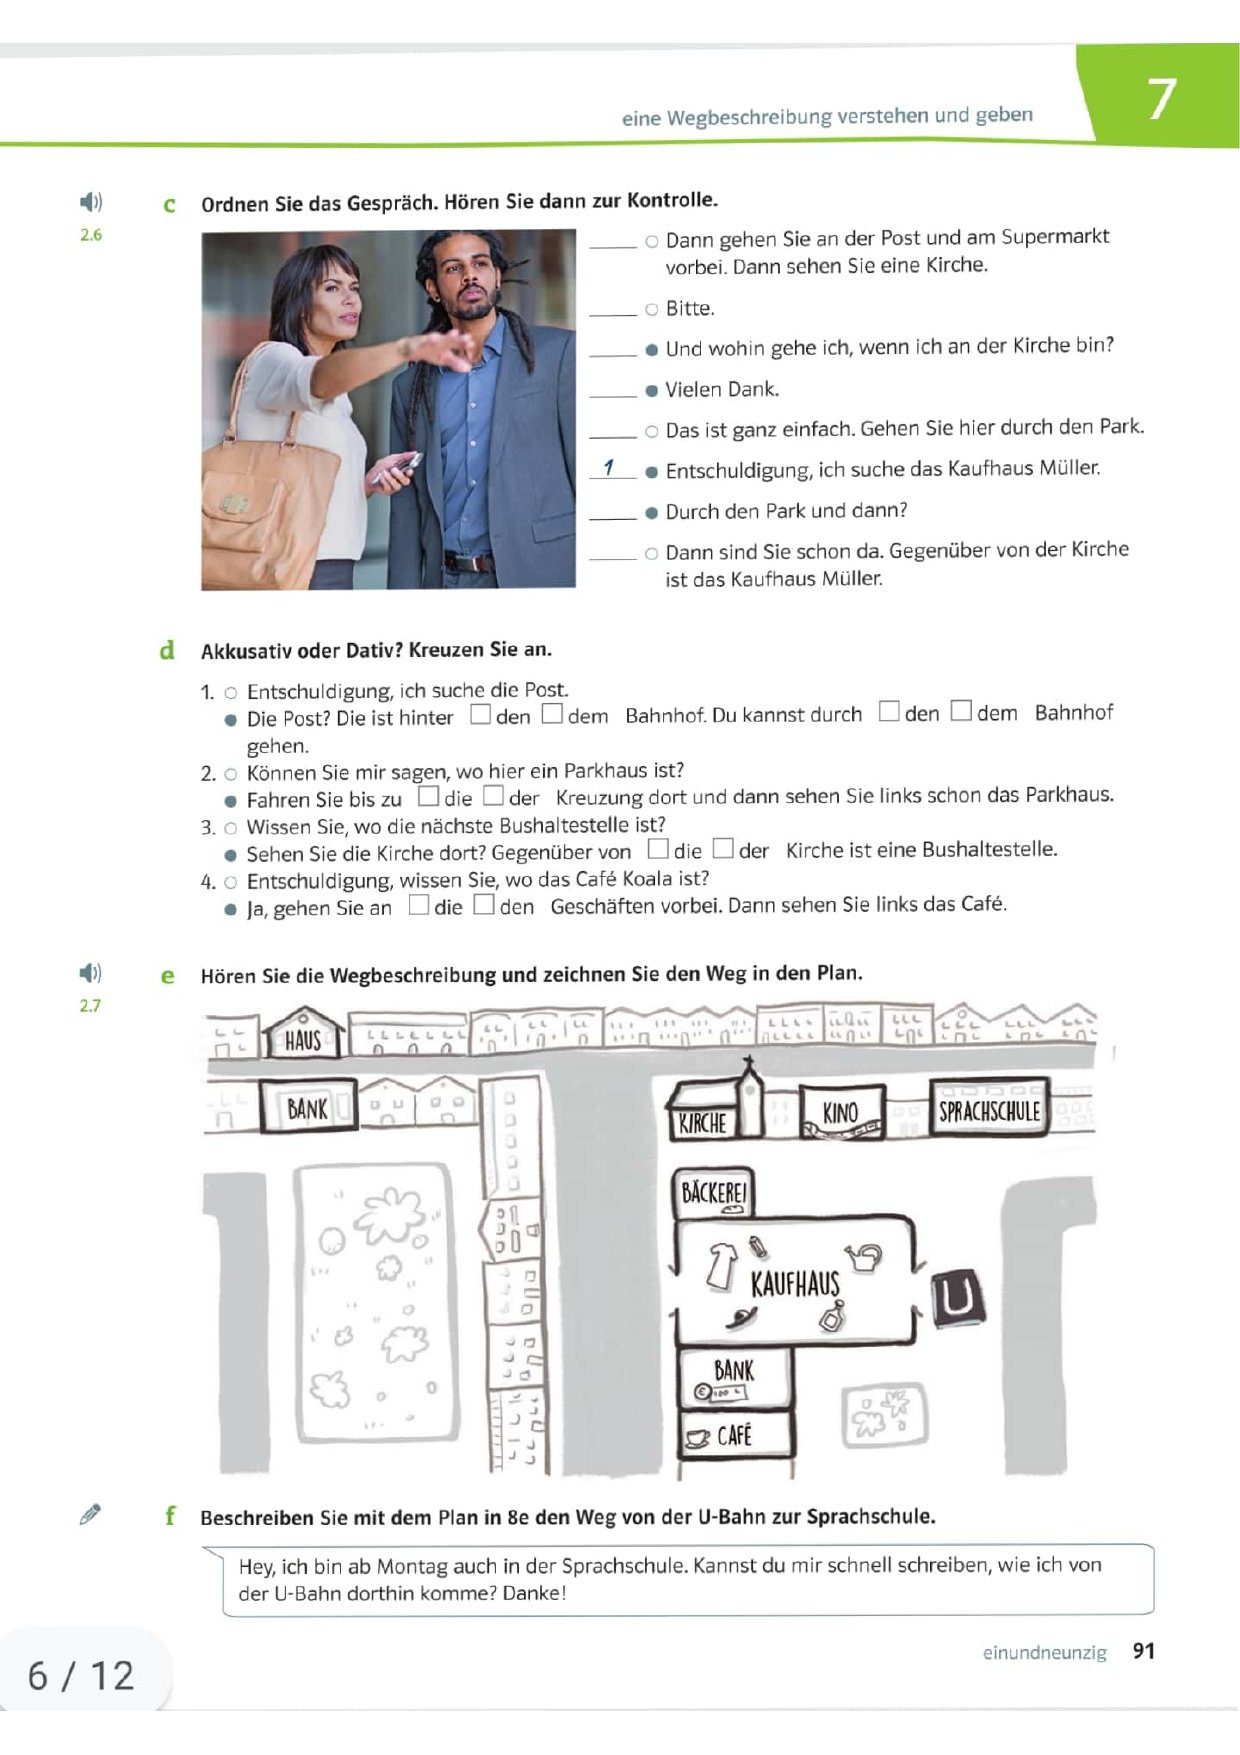 eine Wegbeschreibung verstehen und geben
7
2.6
c Ordnen Sie das Gespräch. Hören Sie dann zur Kontrolle.
____ ○ Dann gehen Sie an der Post und am Supermarkt
vorbei. Dann sehen Sie eine Kirche.
____ ○ Bitte.
____ ● Und wohin gehe ich, wenn ich an der Kirche bin?
____ ● Vielen Dank.
____ ○ Das ist ganz einfach. Gehen Sie hier durch den Park.
1 ● Entschuldigung, ich suche das Kaufhaus Müller.
____ ● Durch den Park und dann?
____ ○ Dann sind Sie schon da. Gegenüber von der Kirche
ist das Kaufhaus Müller.
d Akkusativ oder Dativ? Kreuzen Sie an.
1. ○ Entschuldigung, ich suche die Post.
● Die Post? Die ist hinter □ den □ dem Bahnhof. Du kannst durch □ den □ dem Bahnhof
gehen.
2. ○ Können Sie mir sagen, wo hier ein Parkhaus ist?
● Fahren Sie bis zu □ die □ der Kreuzung dort und dann sehen Sie links schon das Parkhaus.
3. ○ Wissen Sie, wo die nächste Bushaltestelle ist?
● Sehen Sie die Kirche dort? Gegenüber von □ die □ der Kirche ist eine Bushaltestelle.
4. ○ Entschuldigung, wissen Sie, wo das Café Koala ist?
● Ja, gehen Sie an □ die □ den Geschäften vorbei. Dann sehen Sie links das Café.
2.7
e Hören Sie die Wegbeschreibung und zeichnen Sie den Weg in den Plan.
HAUS
BANK
KIRCHE
KINO
SPRACHSCHULE
BÄCKEREI
KAUFHAUS
U
BANK
CAFÉ
f Beschreiben Sie mit dem Plan in 8e den Weg von der U-Bahn zur Sprachschule.
Hey, ich bin ab Montag auch in der Sprachschule. Kannst du mir schnell schreiben, wie ich von
der U-Bahn dorthin komme? Danke!
einundneunzig 91
6 / 12